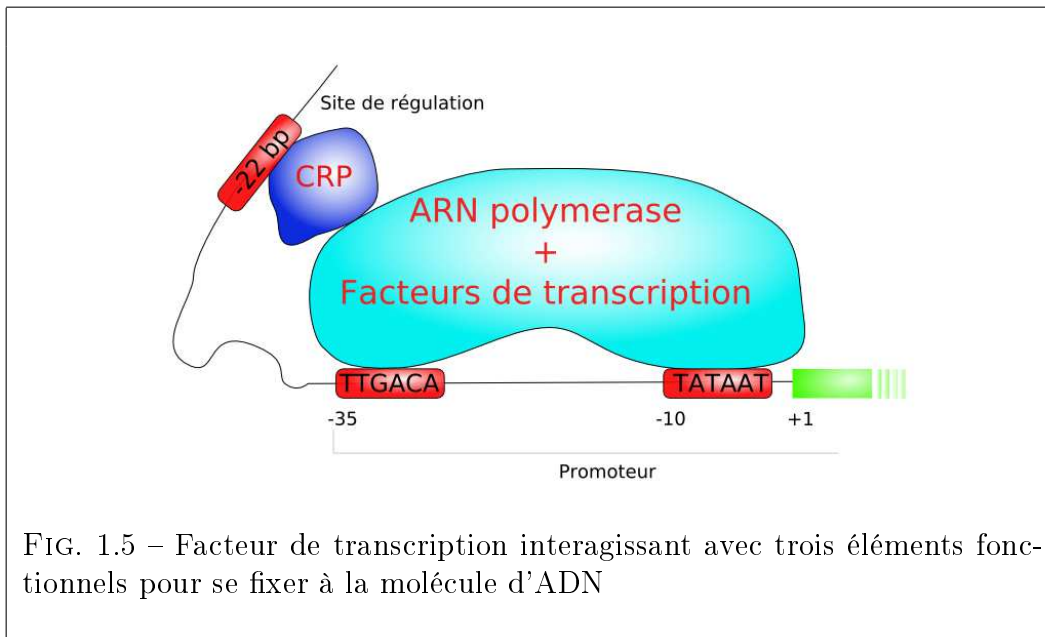 Site de régulation
-22 bp
CRP
ARN polymerase
+
Facteurs de transcription
TTGACA
TATAAT
-35
-10
+1
Promoteur
FIG. 1.5 – Facteur de transcription interagissant avec trois éléments fonc-
tionnels pour se fixer à la molécule d'ADN